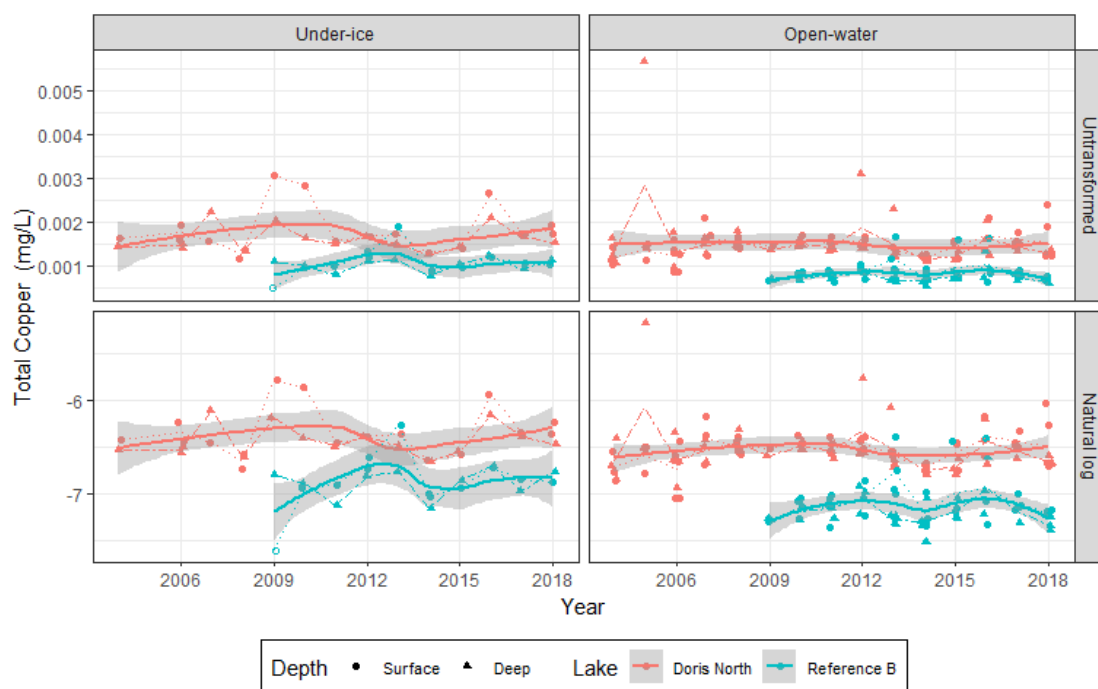 Under-ice
Open-water
Total Copper (mg/L)
0.005
0.004
0.003
0.002
0.001
Untransformed
-6
-7
Natural log
2006
2009
2012
2015
2018
2006
2009
2012
2015
2018
Year
Depth Surface Deep Lake Doris North Reference B